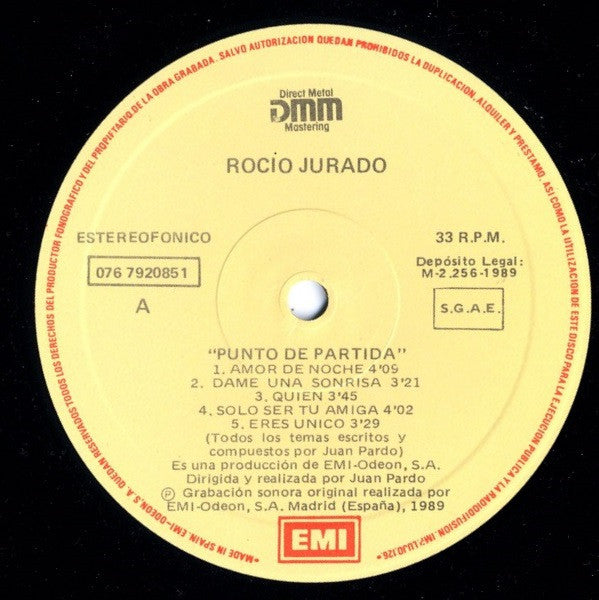 Direct Metal
DMM
Mastering
ROCÍO JURADO
ESTEREOFONICO
33 R.P.M.
076 7920851
Depósito Legal:
M-2.256-1989
A
S.G.A.E.
"PUNTO DE PARTIDA"
1. AMOR DE NOCHE 4'09
2. DAME UNA SONRISA 3'21
3. QUIEN 3'45
4. SOLO SER TU AMIGA 4'02
5. ERES UNICO 3'29
(Todos los temas escritos y
compuestos por Juan Pardo)
Es una producción de EMI-Odeon, S.A.
Dirigida y realizada por Juan Pardo
Ⓟ Grabación sonora original realizada por
EMI-Odeon, S.A. Madrid (España), 1989
EMI
*MADE IN SPAIN. EMI-ODEON, S.A. QUEDAN RESERVADOS TODOS LOS DERECHOS DEL PRODUCTOR FONOGRAFICO Y DEL PROPIETARIO DE LA OBRA GRABADA. SALVO AUTORIZACION QUEDAN PROHIBIDOS LA DUPLICACION, ALQUILER Y PRESTAMO, ASI COMO LA UTILIZACION DE ESTE DISCO PARA LA EJECUCION PUBLICA Y LA RADIODIFUSION.